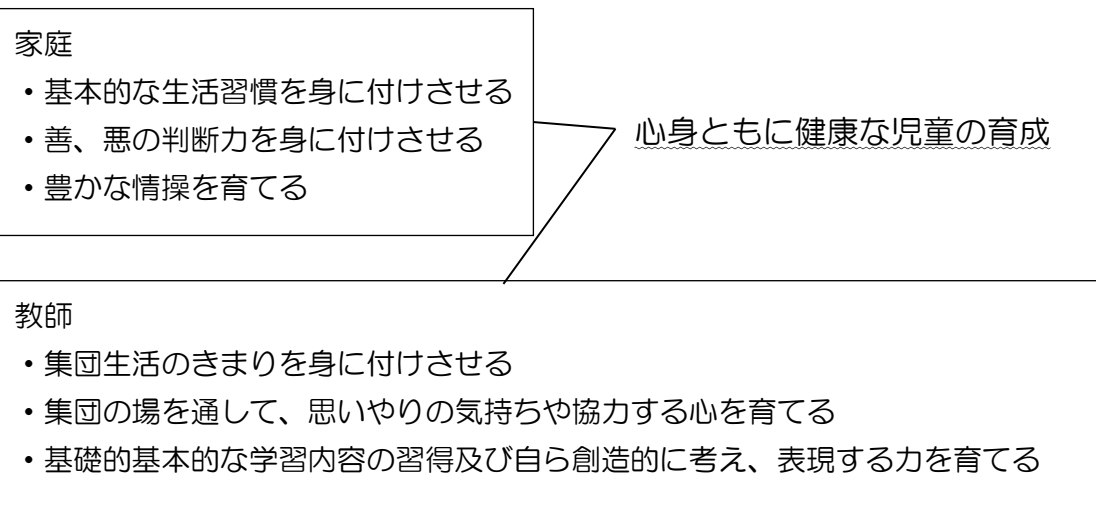 家庭
・基本的な生活習慣を身に付けさせる
・善、悪の判断力を身に付けさせる
・豊かな情操を育てる
心身ともに健康な児童の育成
教師
・集団生活のきまりを身に付けさせる
・集団の場を通して、思いやりの気持ちや協力する心を育てる
・基礎的基本的な学習内容の習得及び自ら創造的に考え、表現する力を育てる